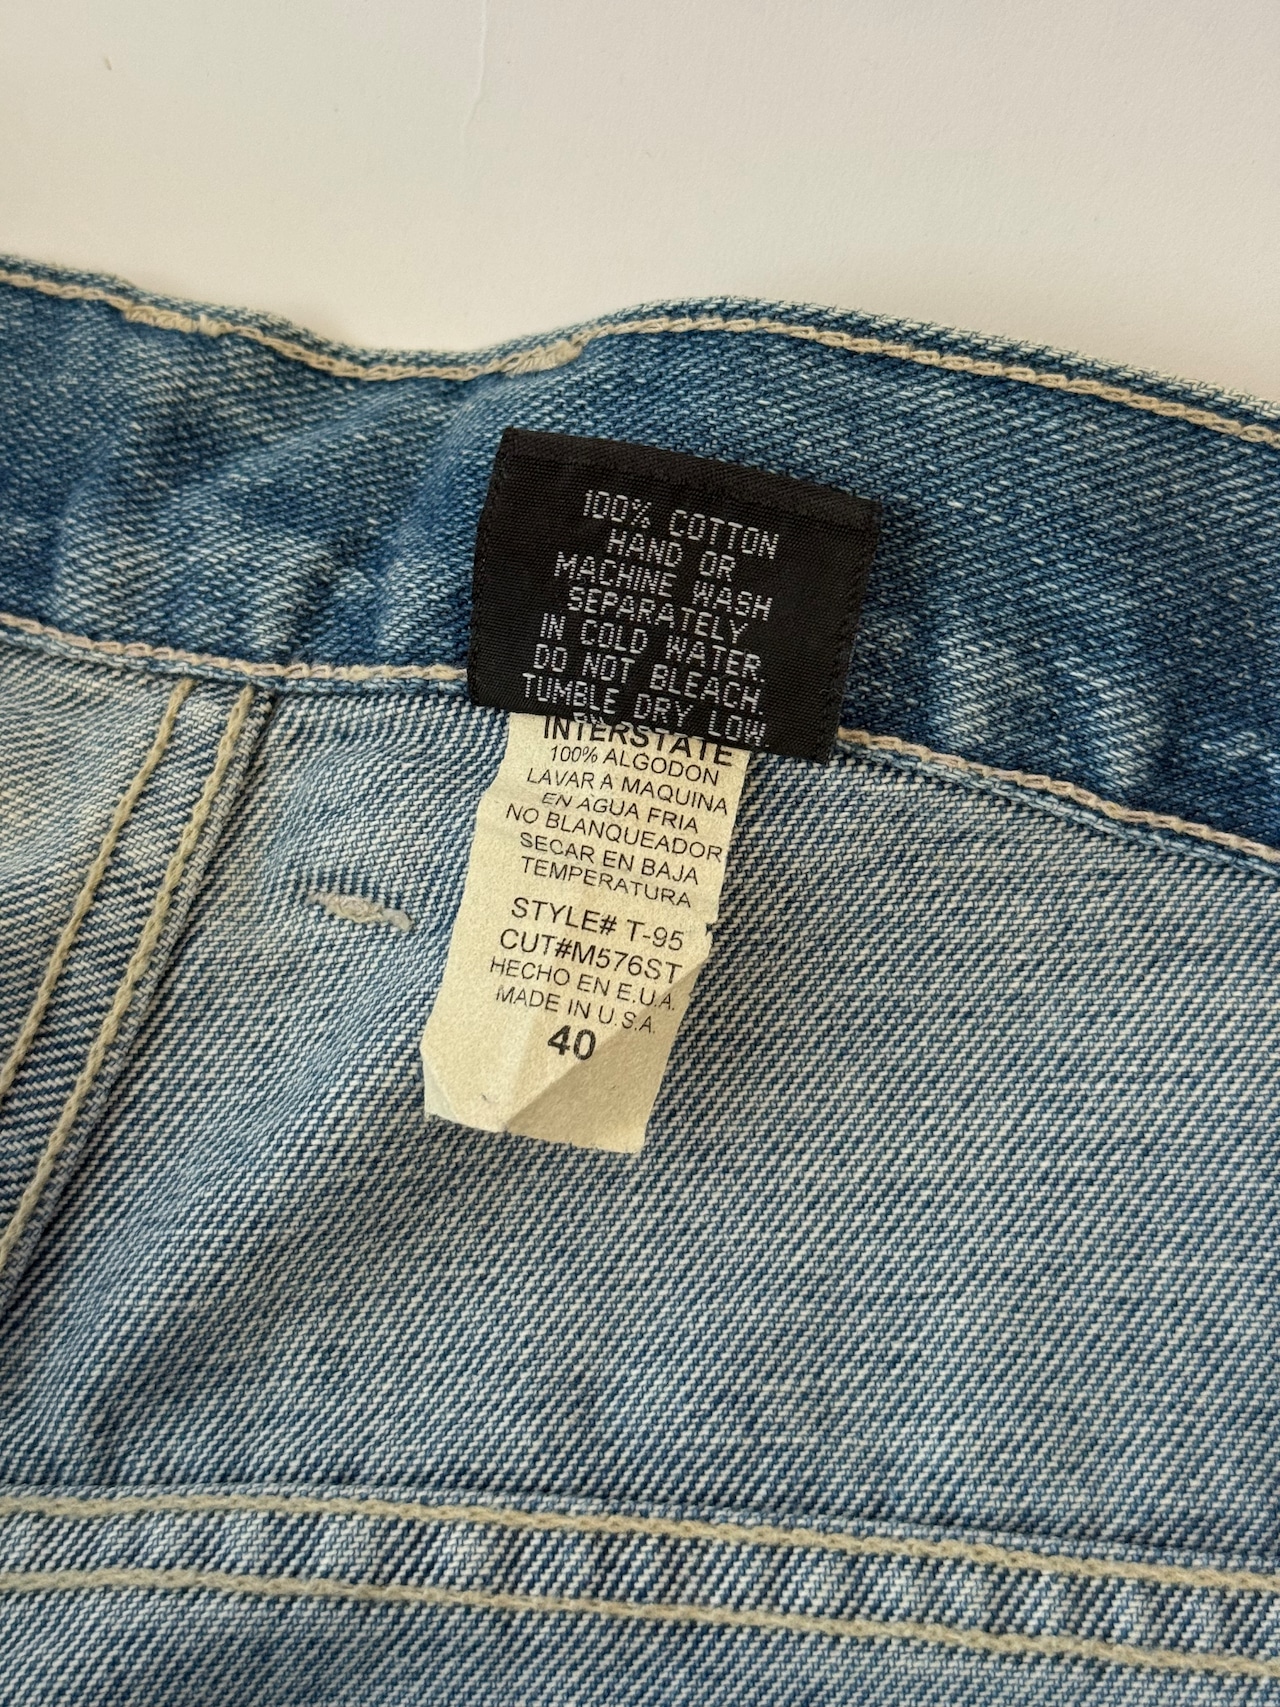 100% COTTON
HAND OR
MACHINE WASH
SEPARATELY
IN COLD WATER.
DO NOT BLEACH.
TUMBLE DRY LOW.
INTERSTATE
100% ALGODON
LAVAR A MAQUINA
EN AGUA FRIA
NO BLANQUEADOR
SECAR EN BAJA
TEMPERATURA
STYLE# T-95
CUT#M576ST
HECHO EN E.U.A.
MADE IN U.S.A.
40